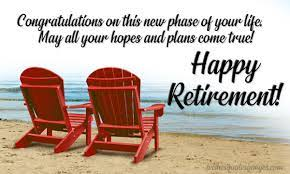 Congratulations on this new phase of your life.
May all your hopes and plans come true!
Happy
Retirement!